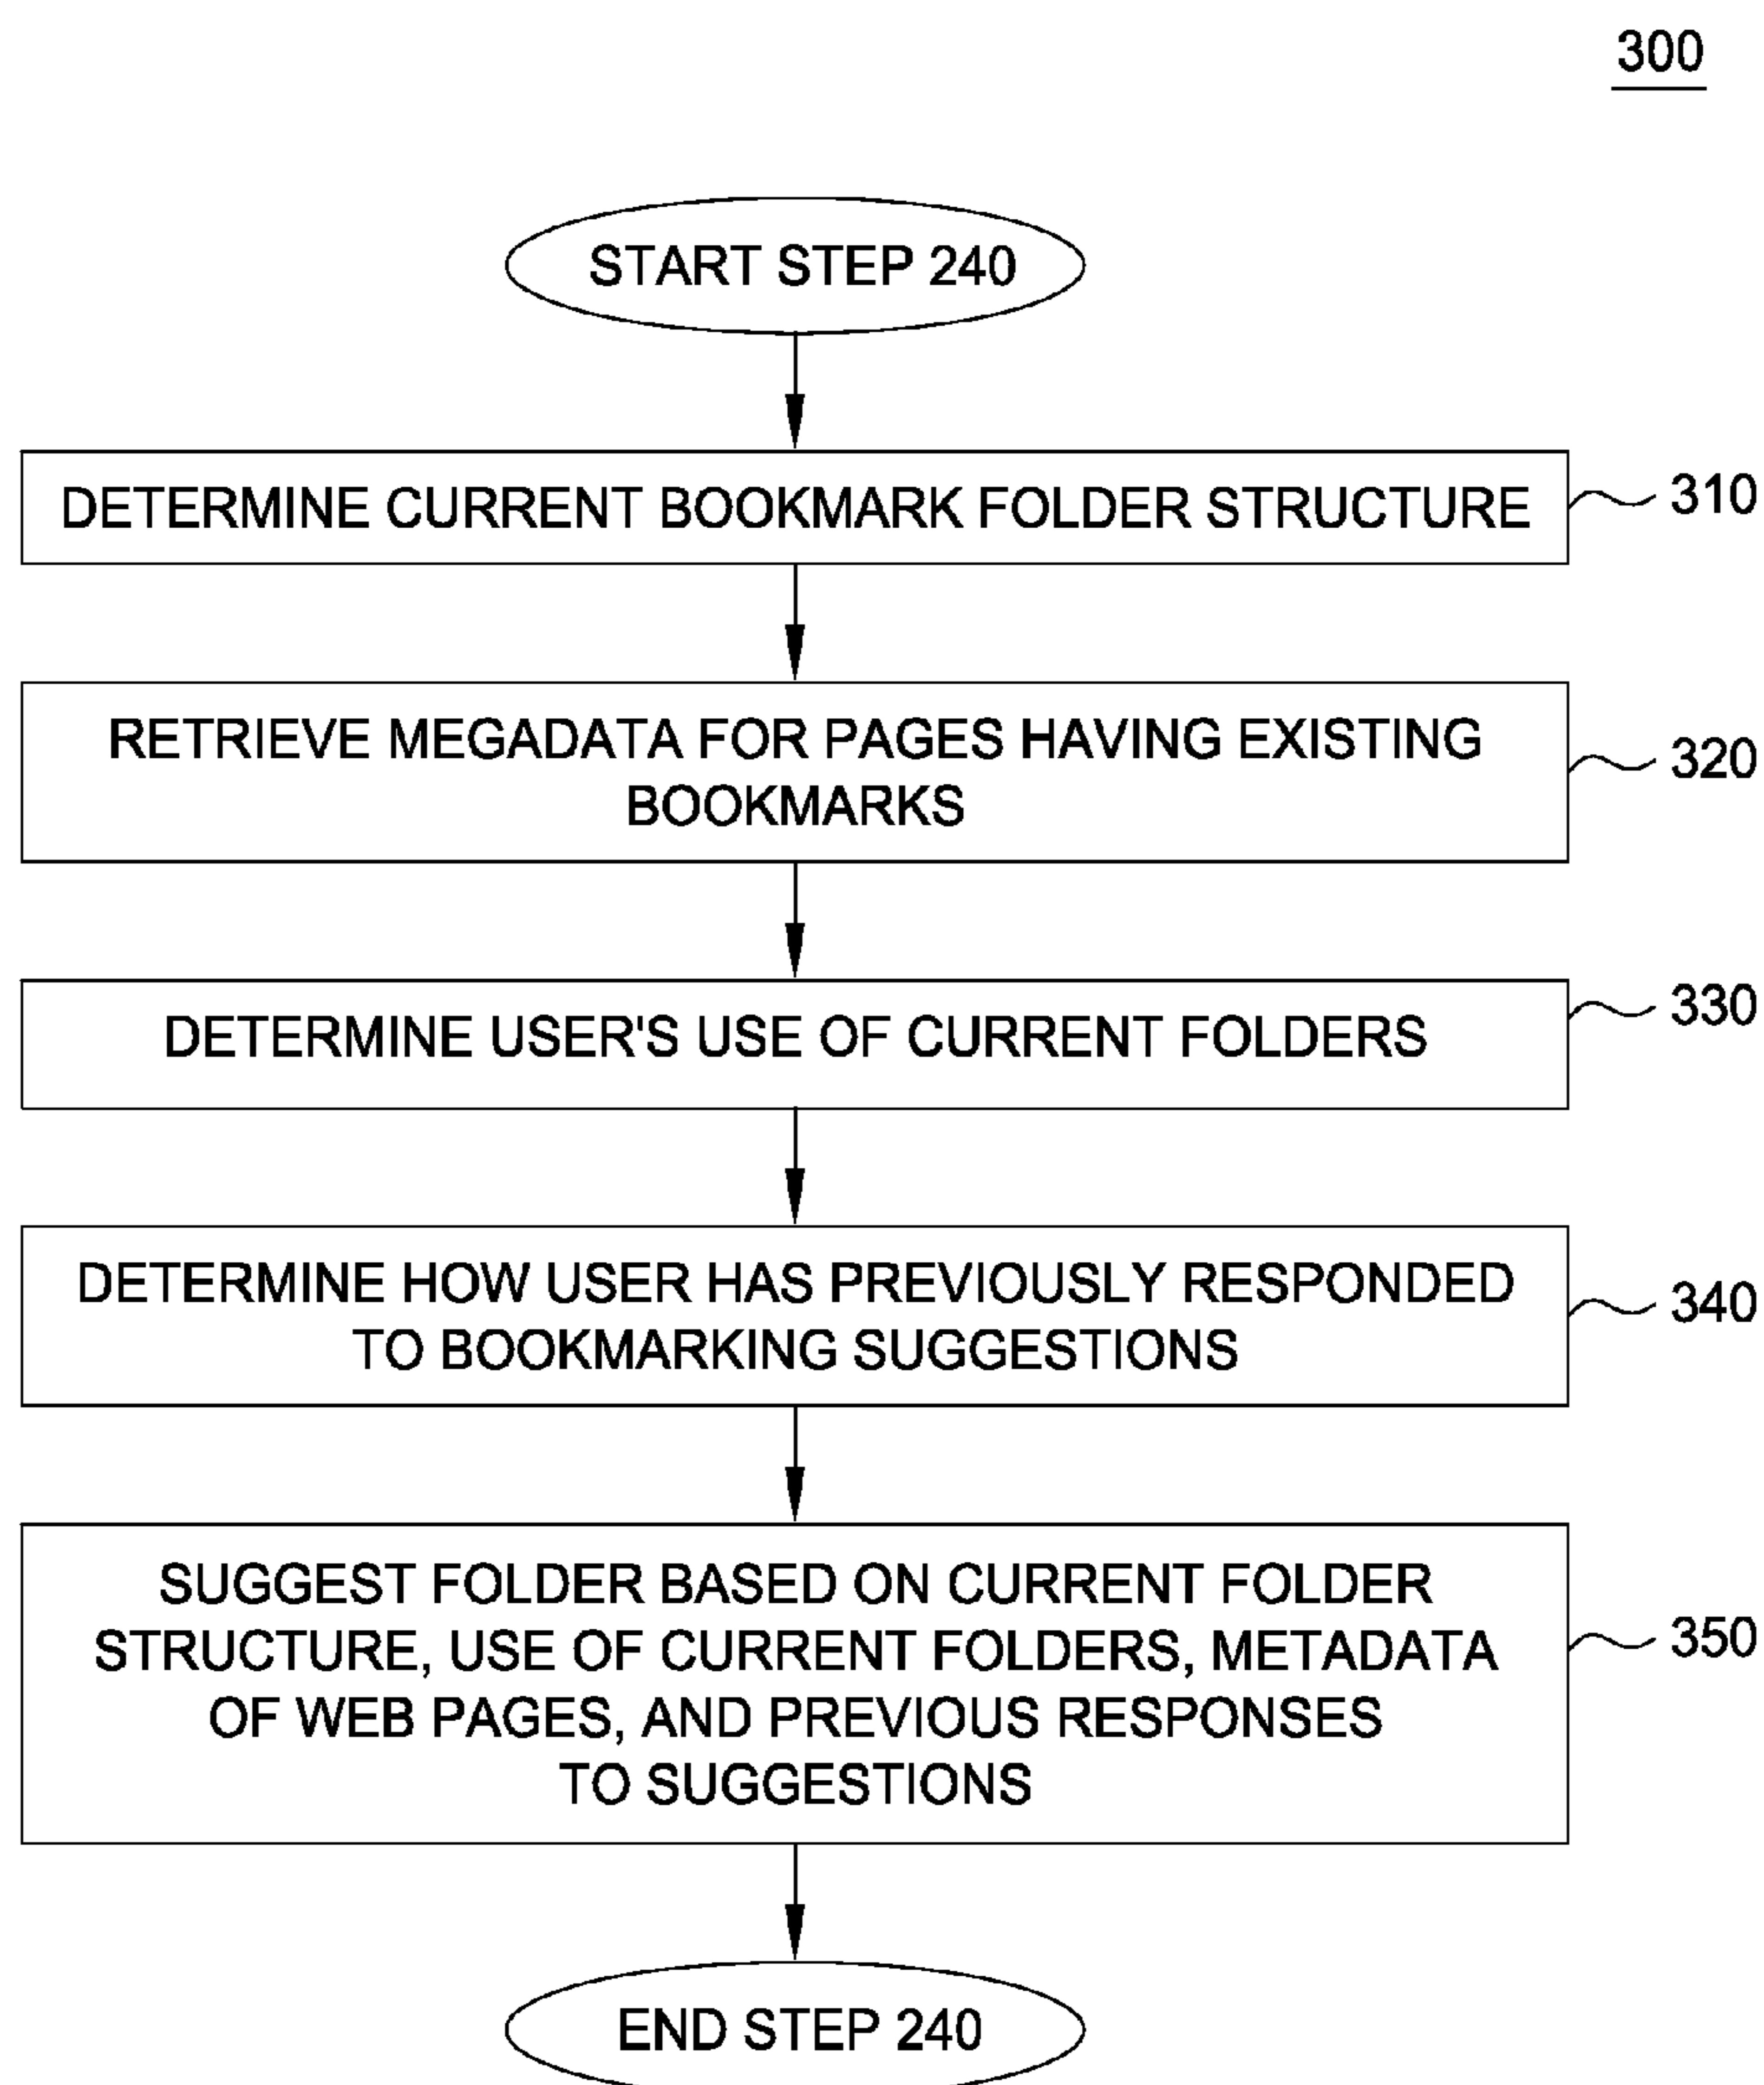 300
START STEP 240
DETERMINE CURRENT BOOKMARK FOLDER STRUCTURE
310
RETRIEVE MEGADATA FOR PAGES HAVING EXISTING
BOOKMARKS
320
DETERMINE USER'S USE OF CURRENT FOLDERS
330
DETERMINE HOW USER HAS PREVIOUSLY RESPONDED
TO BOOKMARKING SUGGESTIONS
340
SUGGEST FOLDER BASED ON CURRENT FOLDER
STRUCTURE, USE OF CURRENT FOLDERS, METADATA
OF WEB PAGES, AND PREVIOUS RESPONSES
TO SUGGESTIONS
350
END STEP 240